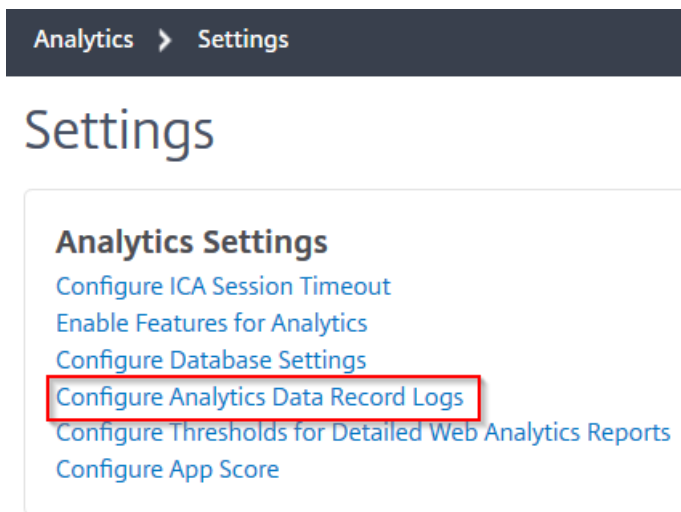 Analytics > Settings
Settings
Analytics Settings
Configure ICA Session Timeout
Enable Features for Analytics
Configure Database Settings
Configure Analytics Data Record Logs
Configure Thresholds for Detailed Web Analytics Reports
Configure App Score